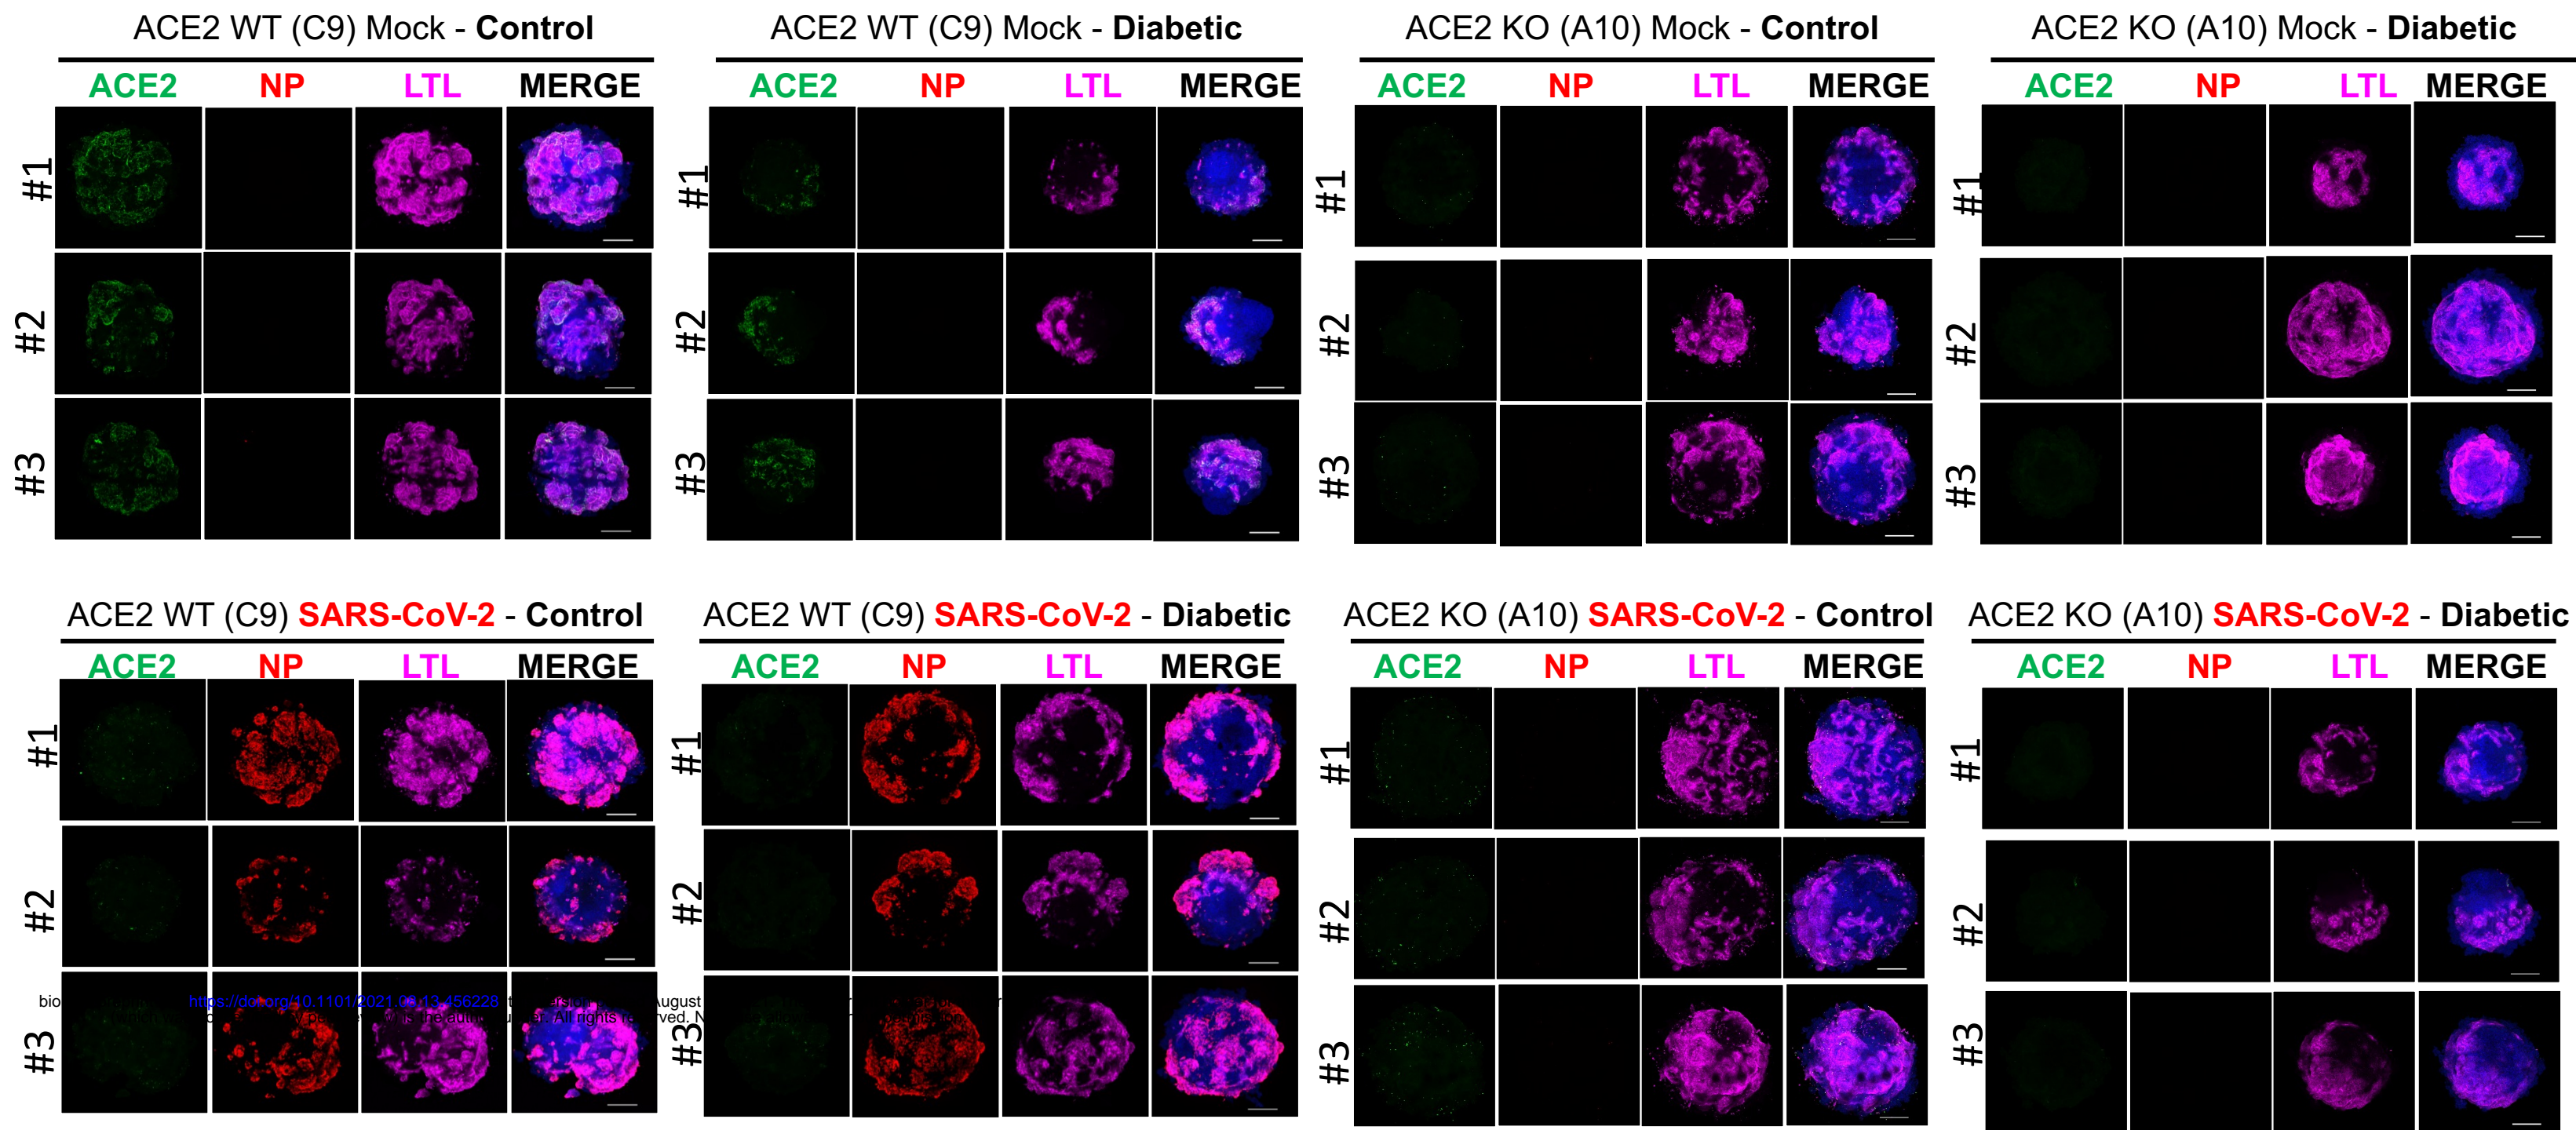 ACE2 WT (C9) Mock - Control
ACE2 NP LTL MERGE
#1
#2
#3
ACE2 WT (C9) Mock - Diabetic
ACE2 NP LTL MERGE
#1
#2
#3
ACE2 KO (A10) Mock - Control
ACE2 NP LTL MERGE
#1
#2
#3
ACE2 KO (A10) Mock - Diabetic
ACE2 NP LTL MERGE
#1
#2
#3
ACE2 WT (C9) SARS-CoV-2 - Control
ACE2 NP LTL MERGE
#1
#2
#3
ACE2 WT (C9) SARS-CoV-2 - Diabetic
ACE2 NP LTL MERGE
#1
#2
#3
ACE2 KO (A10) SARS-CoV-2 - Control
ACE2 NP LTL MERGE
#1
#2
#3
ACE2 KO (A10) SARS-CoV-2 - Diabetic
ACE2 NP LTL MERGE
#1
#2
#3
https://doi.org/10.1101/2021.08.13.456228 August
All rights